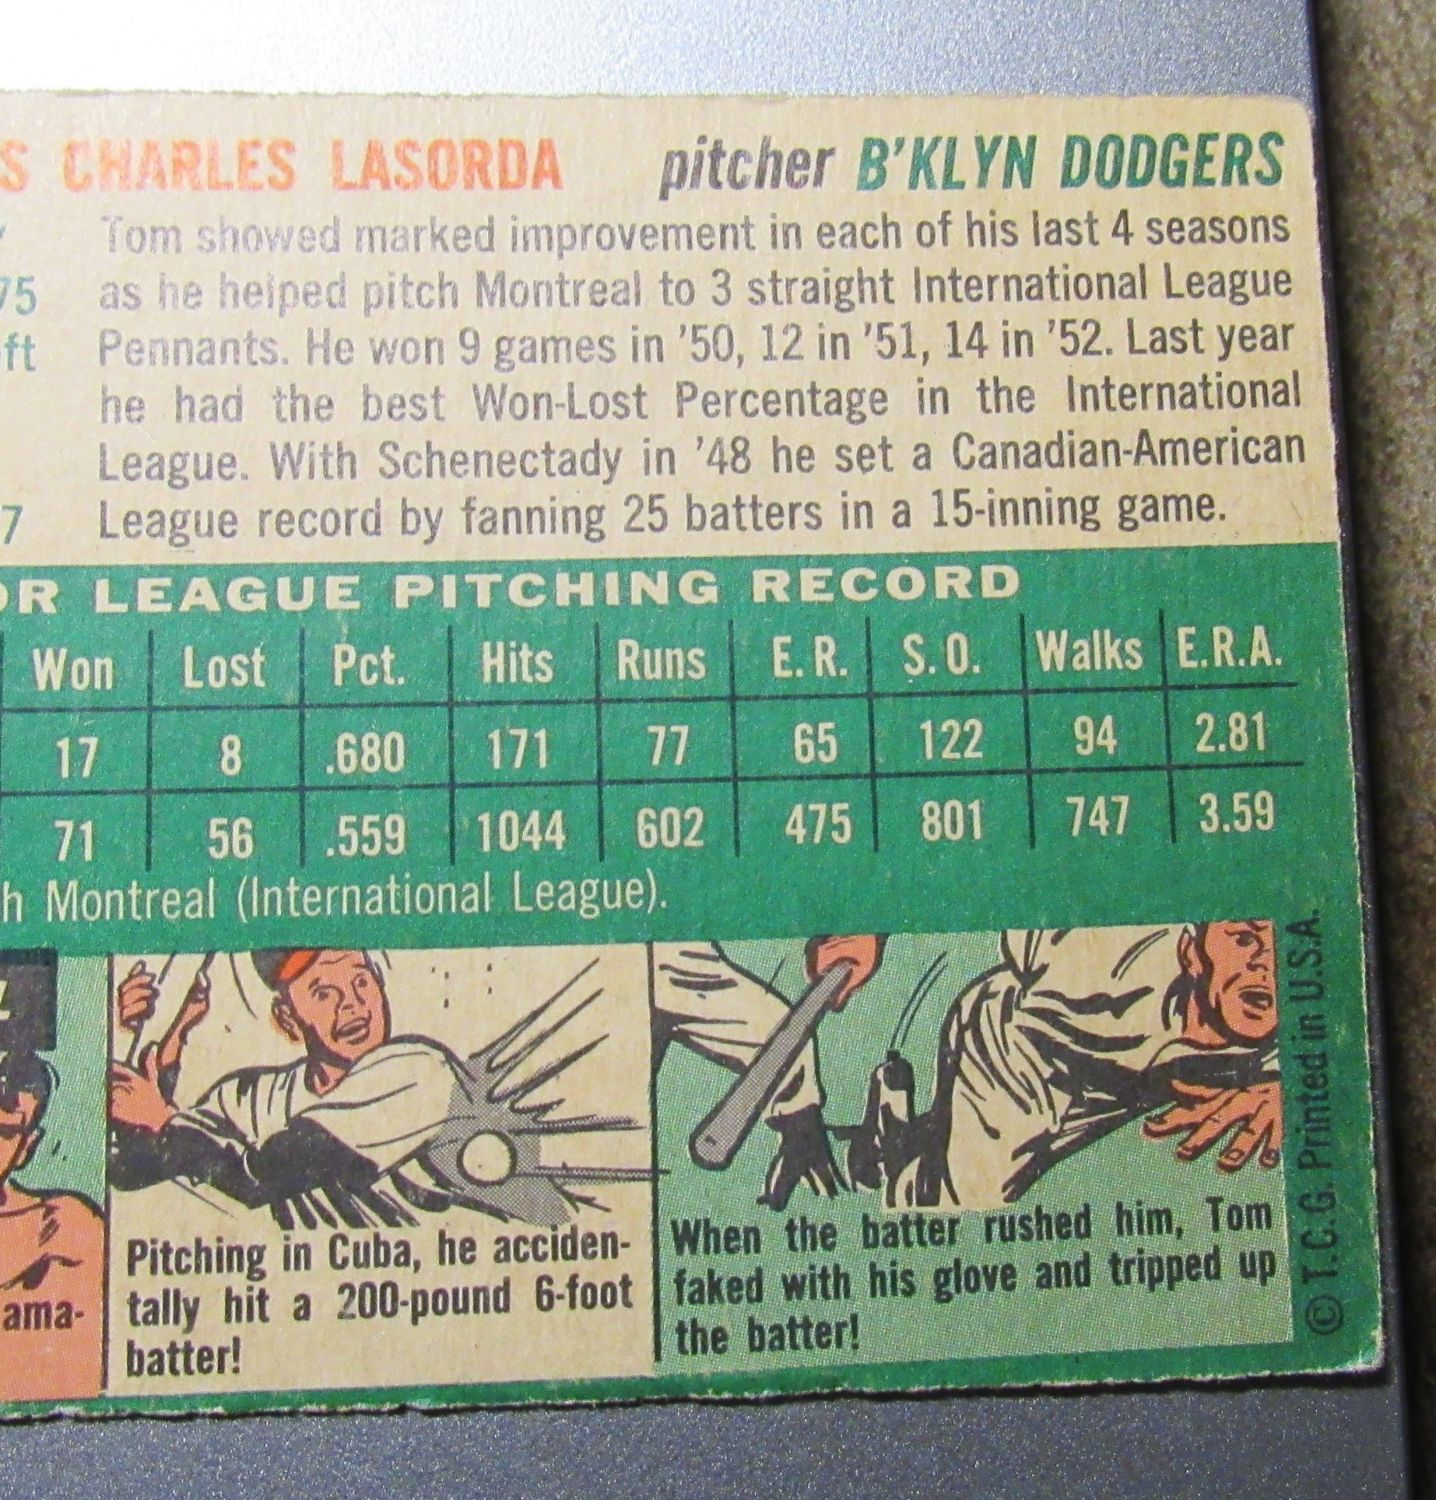 S CHARLES LASORDA pitcher B'KLYN DODGERS
Tom showed marked improvement in each of his last 4 seasons
75 as he helped pitch Montreal to 3 straight International League
ft Pennants. He won 9 games in '50, 12 in '51, 14 in '52. Last year
he had the best Won-Lost Percentage in the International
League. With Schenectady in '48 he set a Canadian-American
7 League record by fanning 25 batters in a 15-inning game.
OR LEAGUE PITCHING RECORD
Won Lost Pct. Hits Runs E. R. S. O. Walks E.R.A.
17 8 .680 171 77 65 122 94 2.81
71 56 .559 1044 602 475 801 747 3.59
h Montreal (International League).
ama-
Pitching in Cuba, he acciden-
tally hit a 200-pound 6-foot
batter!
When the batter rushed him, Tom
faked with his glove and tripped up
the batter!
© T.C.G. Printed in U.S.A.